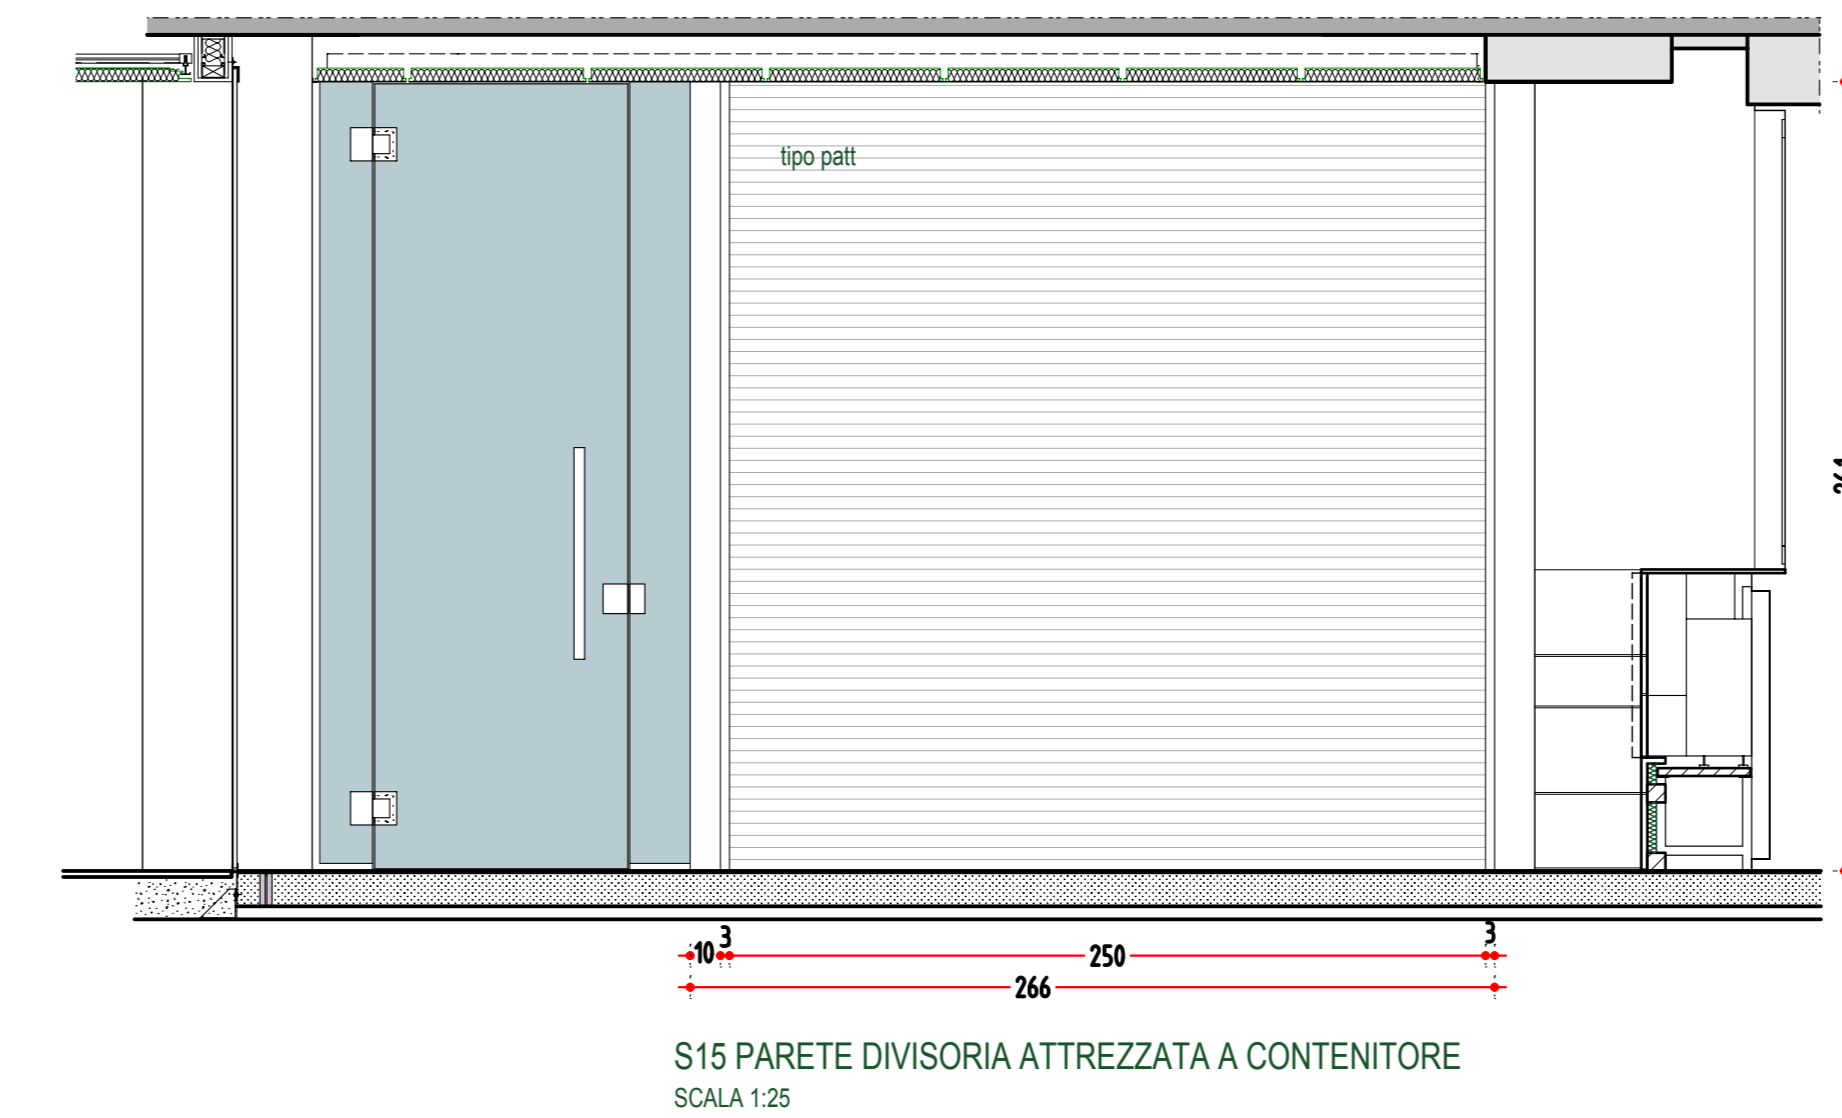 tipo patt
10
3
250
3
266
S15 PARETE DIVISORIA ATTREZZATA A CONTENITORE
SCALA 1:25